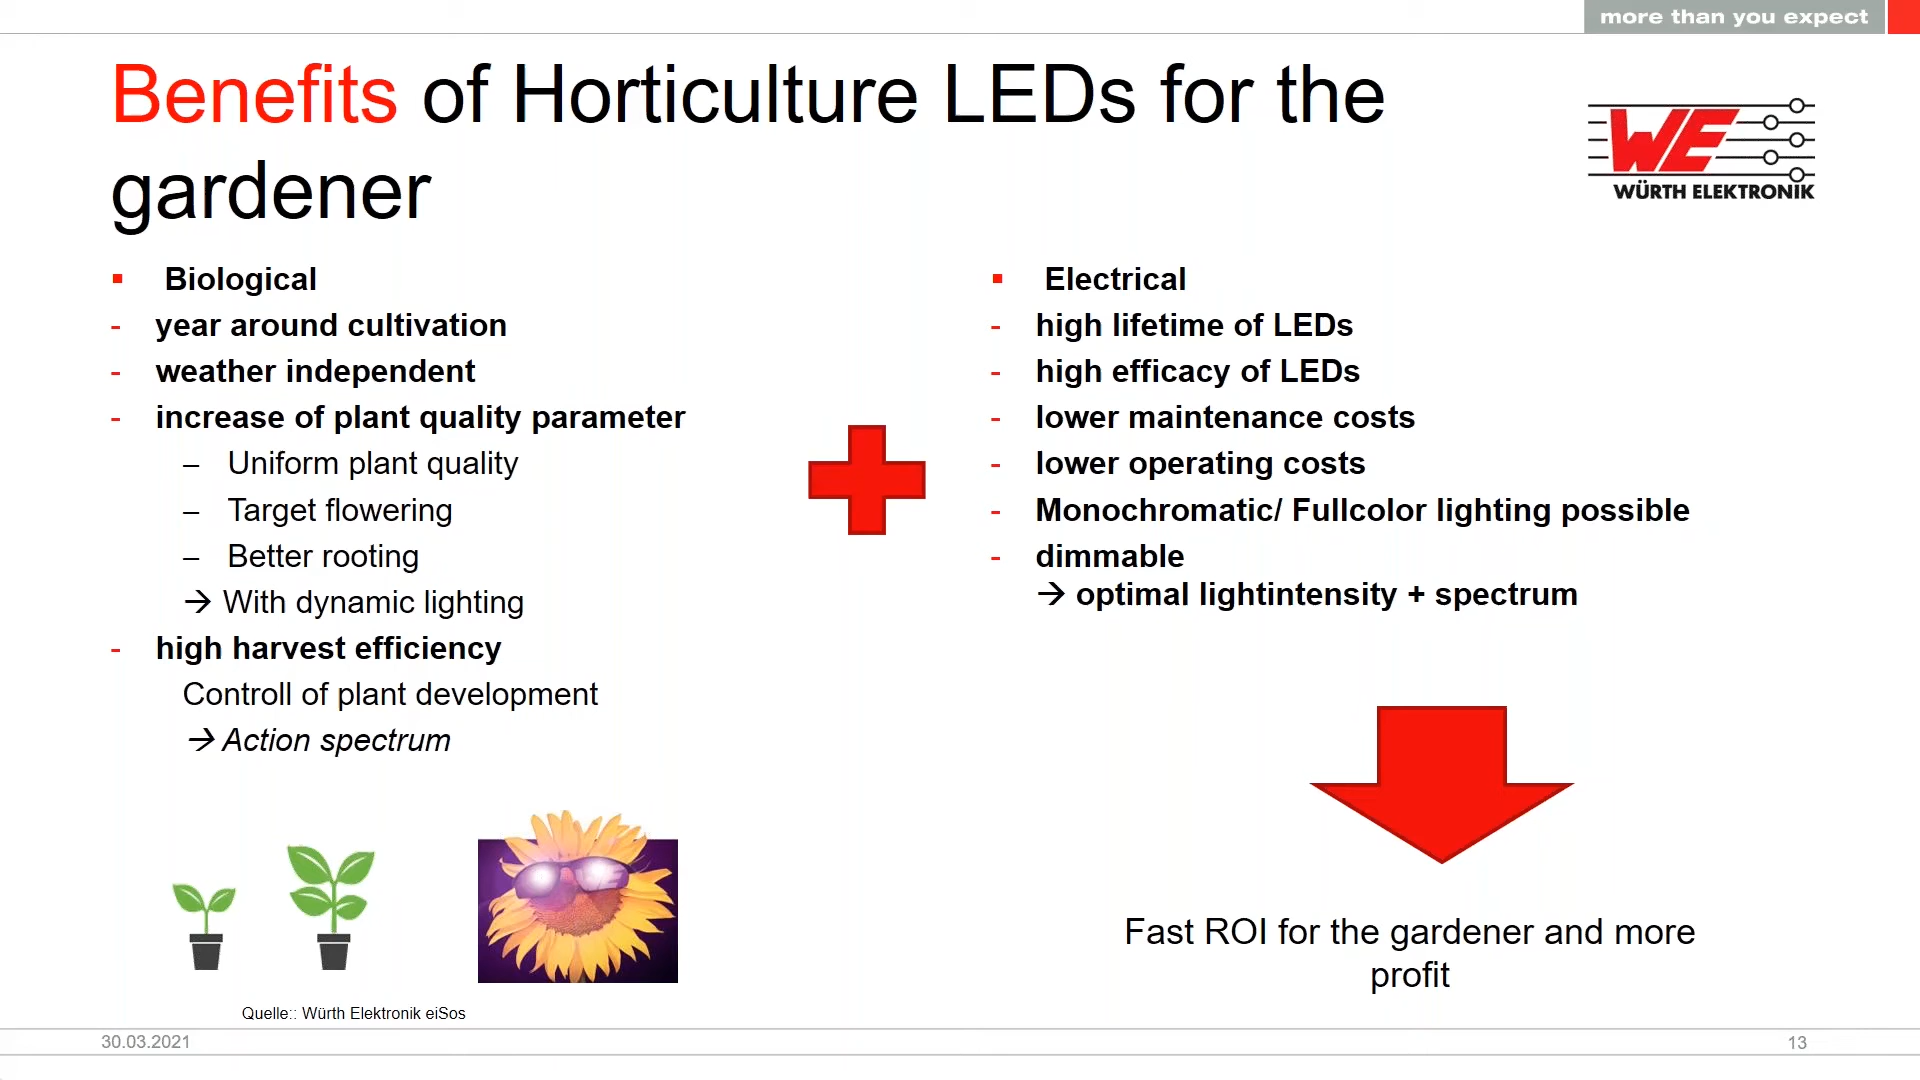 more than you expect
Benefits of Horticulture LEDs for the
gardener
WE
WÜRTH ELEKTRONIK
▪ Biological
- year around cultivation
- weather independent
- increase of plant quality parameter
– Uniform plant quality
– Target flowering
– Better rooting
→ With dynamic lighting
- high harvest efficiency
Controll of plant development
→ Action spectrum
▪ Electrical
- high lifetime of LEDs
- high efficacy of LEDs
- lower maintenance costs
- lower operating costs
- Monochromatic/ Fullcolor lighting possible
- dimmable
→ optimal lightintensity + spectrum
Fast ROI for the gardener and more
profit
WE
Quelle:: Würth Elektronik eiSos
30.03.2021
13